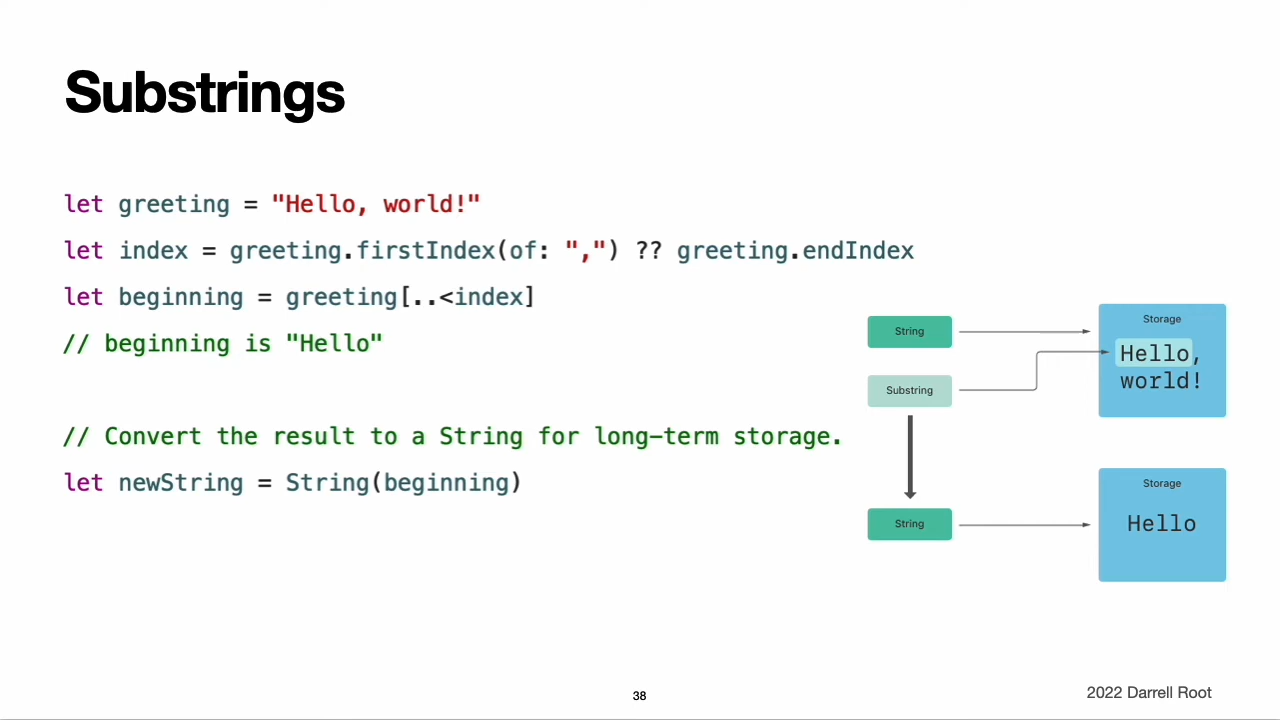 Substrings
let greeting = "Hello, world!"
let index = greeting.firstIndex(of: ",") ?? greeting.endIndex
let beginning = greeting[..<index]
// beginning is "Hello"
// Convert the result to a String for long-term storage.
let newString = String(beginning)
String
Substring
String
Storage
Hello,
world!
Storage
Hello
38
2022 Darrell Root